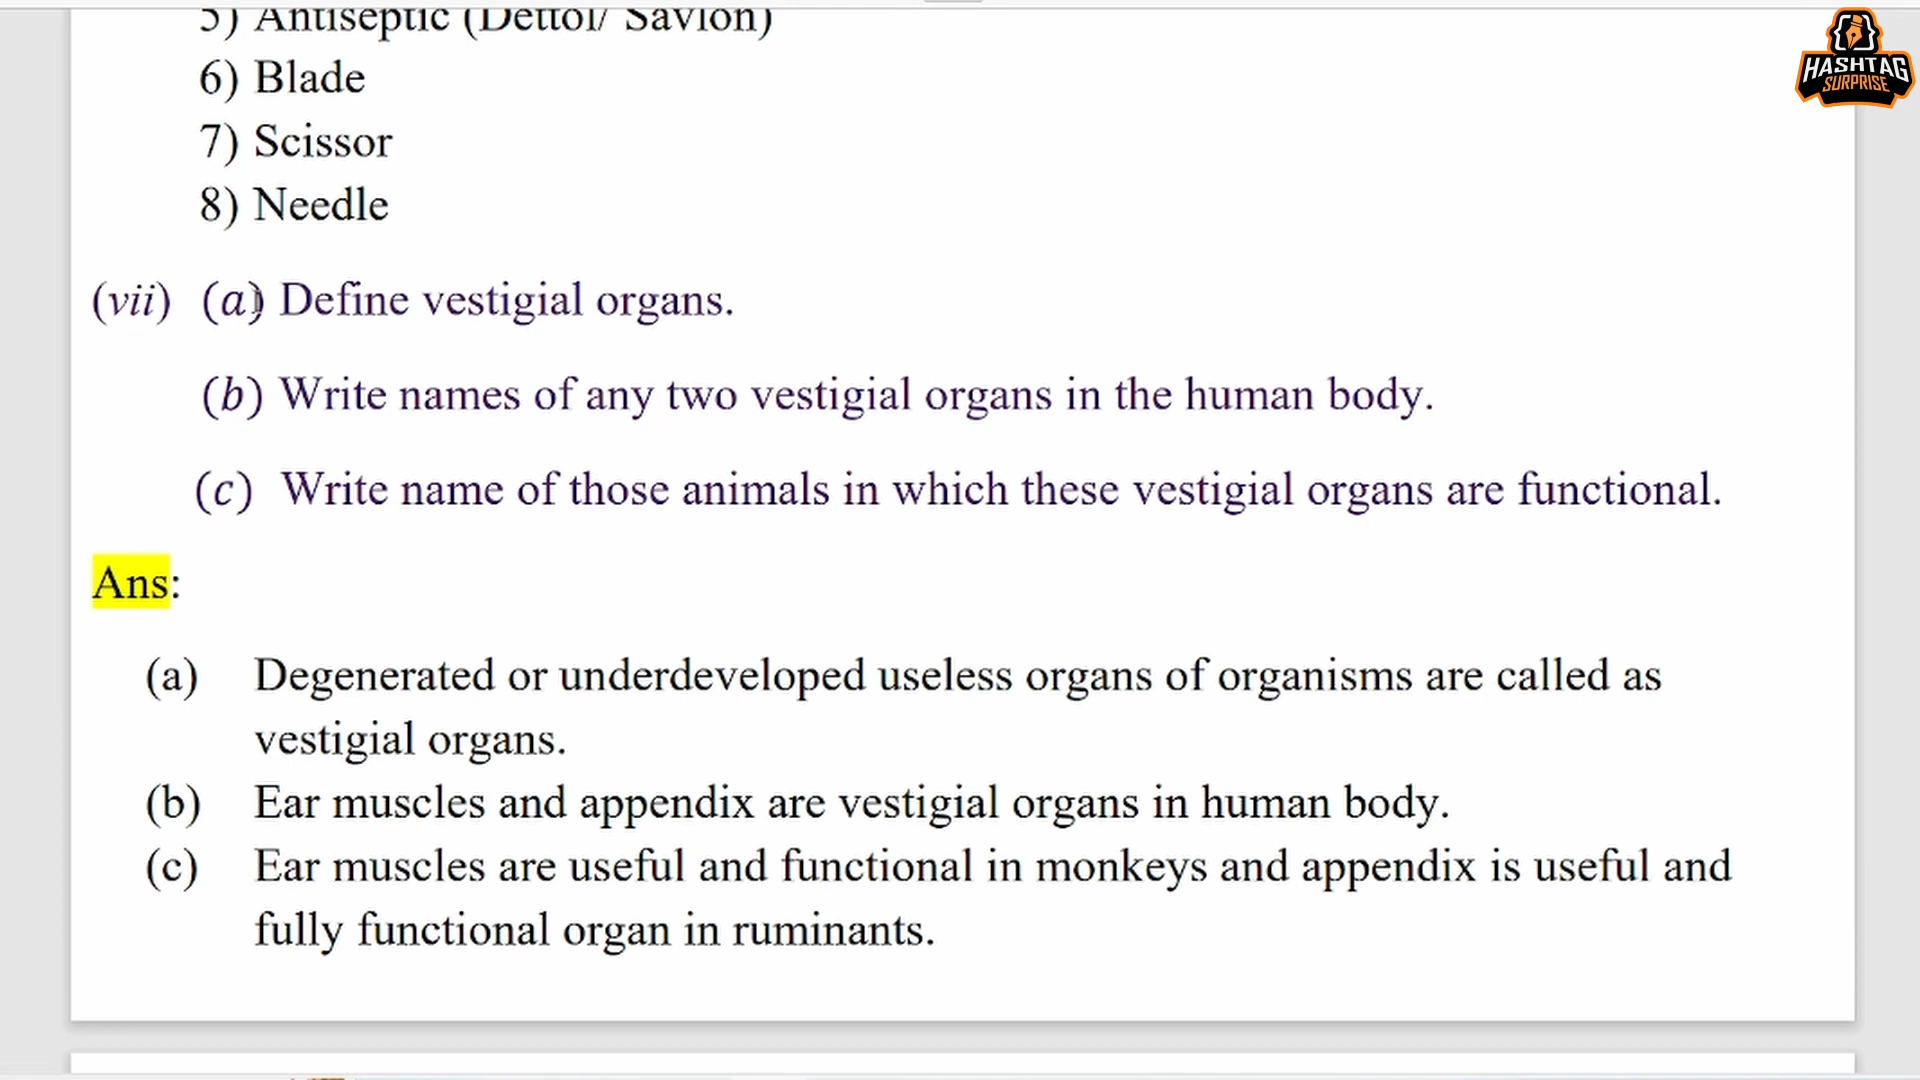 5) Antiseptic (Dettol/ Savlon)
6) Blade
7) Scissor
8) Needle
(vii) (a) Define vestigial organs.
(b) Write names of any two vestigial organs in the human body.
(c) Write name of those animals in which these vestigial organs are functional.
Ans:
(a) Degenerated or underdeveloped useless organs of organisms are called as
vestigial organs.
(b) Ear muscles and appendix are vestigial organs in human body.
(c) Ear muscles are useful and functional in monkeys and appendix is useful and
fully functional organ in ruminants.
HASHTAG
SURPRISE